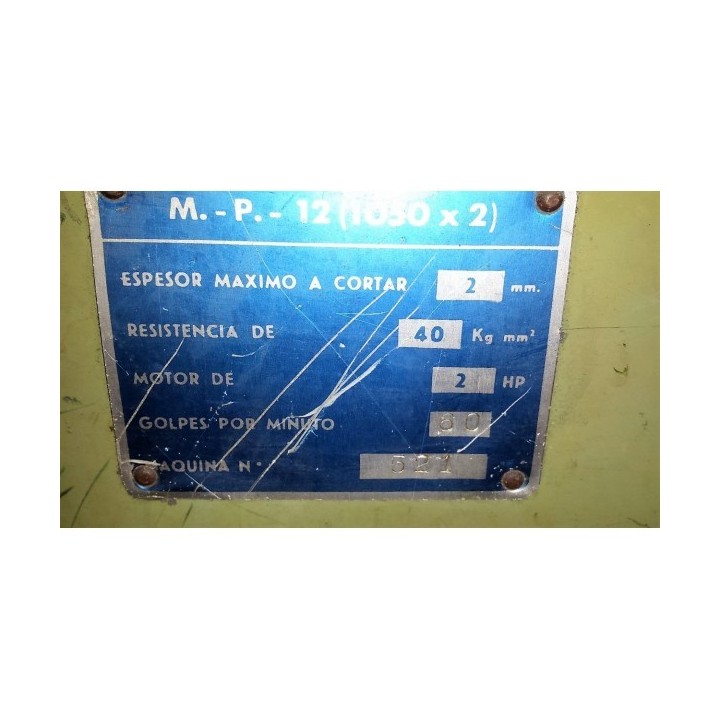 M. - P. - 12 (1050 x 2)
ESPESOR MAXIMO A CORTAR 2 mm.
RESISTENCIA DE 40 Kg mm²
MOTOR DE 2 HP
GOLPES POR MINUTO
MAQUINA N° 521